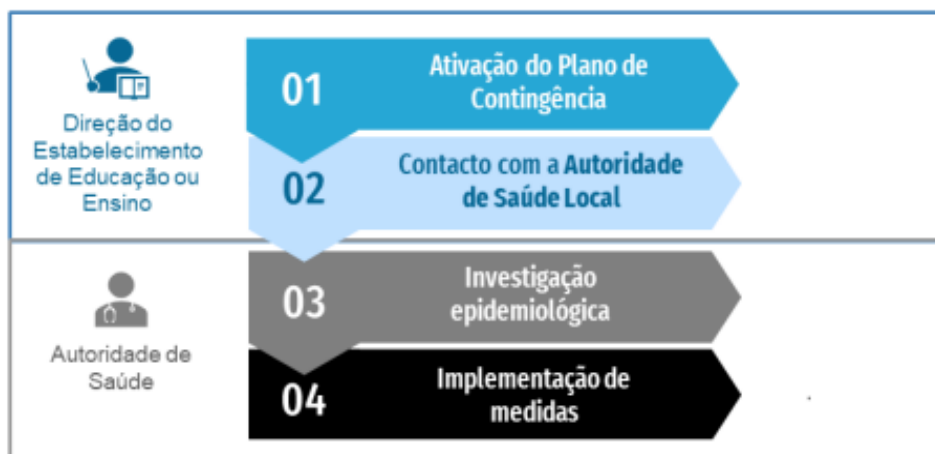 Direção do
Estabelecimento
de Educação ou
Ensino
01
Ativação do Plano de
Contingência
02
Contacto com a Autoridade
de Saúde Local
Autoridade de
Saúde
03
Investigação
epidemiológica
04
Implementação de
medidas